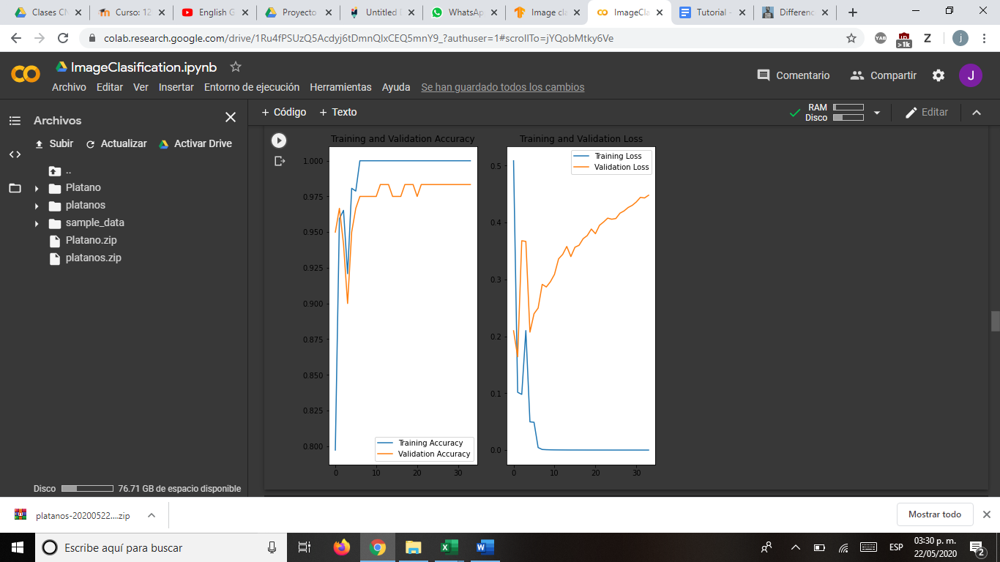 Clases CN
Curso: 12
English G
Proyecto
Untitled
WhatsAp
Image cla
ImageCla
Tutorial -
Differenc
colab.research.google.com/drive/1Ru4fPSUzQ5Acdyj6tDmnQIxCEQ5mnY9_?authuser=1#scrollTo=jYQobMtky6Ve
YAB
>1k
Z
j
ImageClasification.ipynb
Comentario
Compartir
J
Archivo Editar Ver Insertar Entorno de ejecución Herramientas Ayuda Se han guardado todos los cambios
Archivos
+ Código + Texto
RAM
Disco
Editar
Subir Actualizar Activar Drive
..
Platano
platanos
sample_data
Platano.zip
platanos.zip
Disco 76.71 GB de espacio disponible
Training and Validation Accuracy
1.000
0.975
0.950
0.925
0.900
0.875
0.850
0.825
0.800
Training Accuracy
Validation Accuracy
0 10 20 30
Training and Validation Loss
Training Loss
Validation Loss
0.5
0.4
0.3
0.2
0.1
0.0
0 10 20 30
platanos-20200522....zip
Mostrar todo
Escribe aquí para buscar
ESP
03:30 p. m.
22/05/2020
2